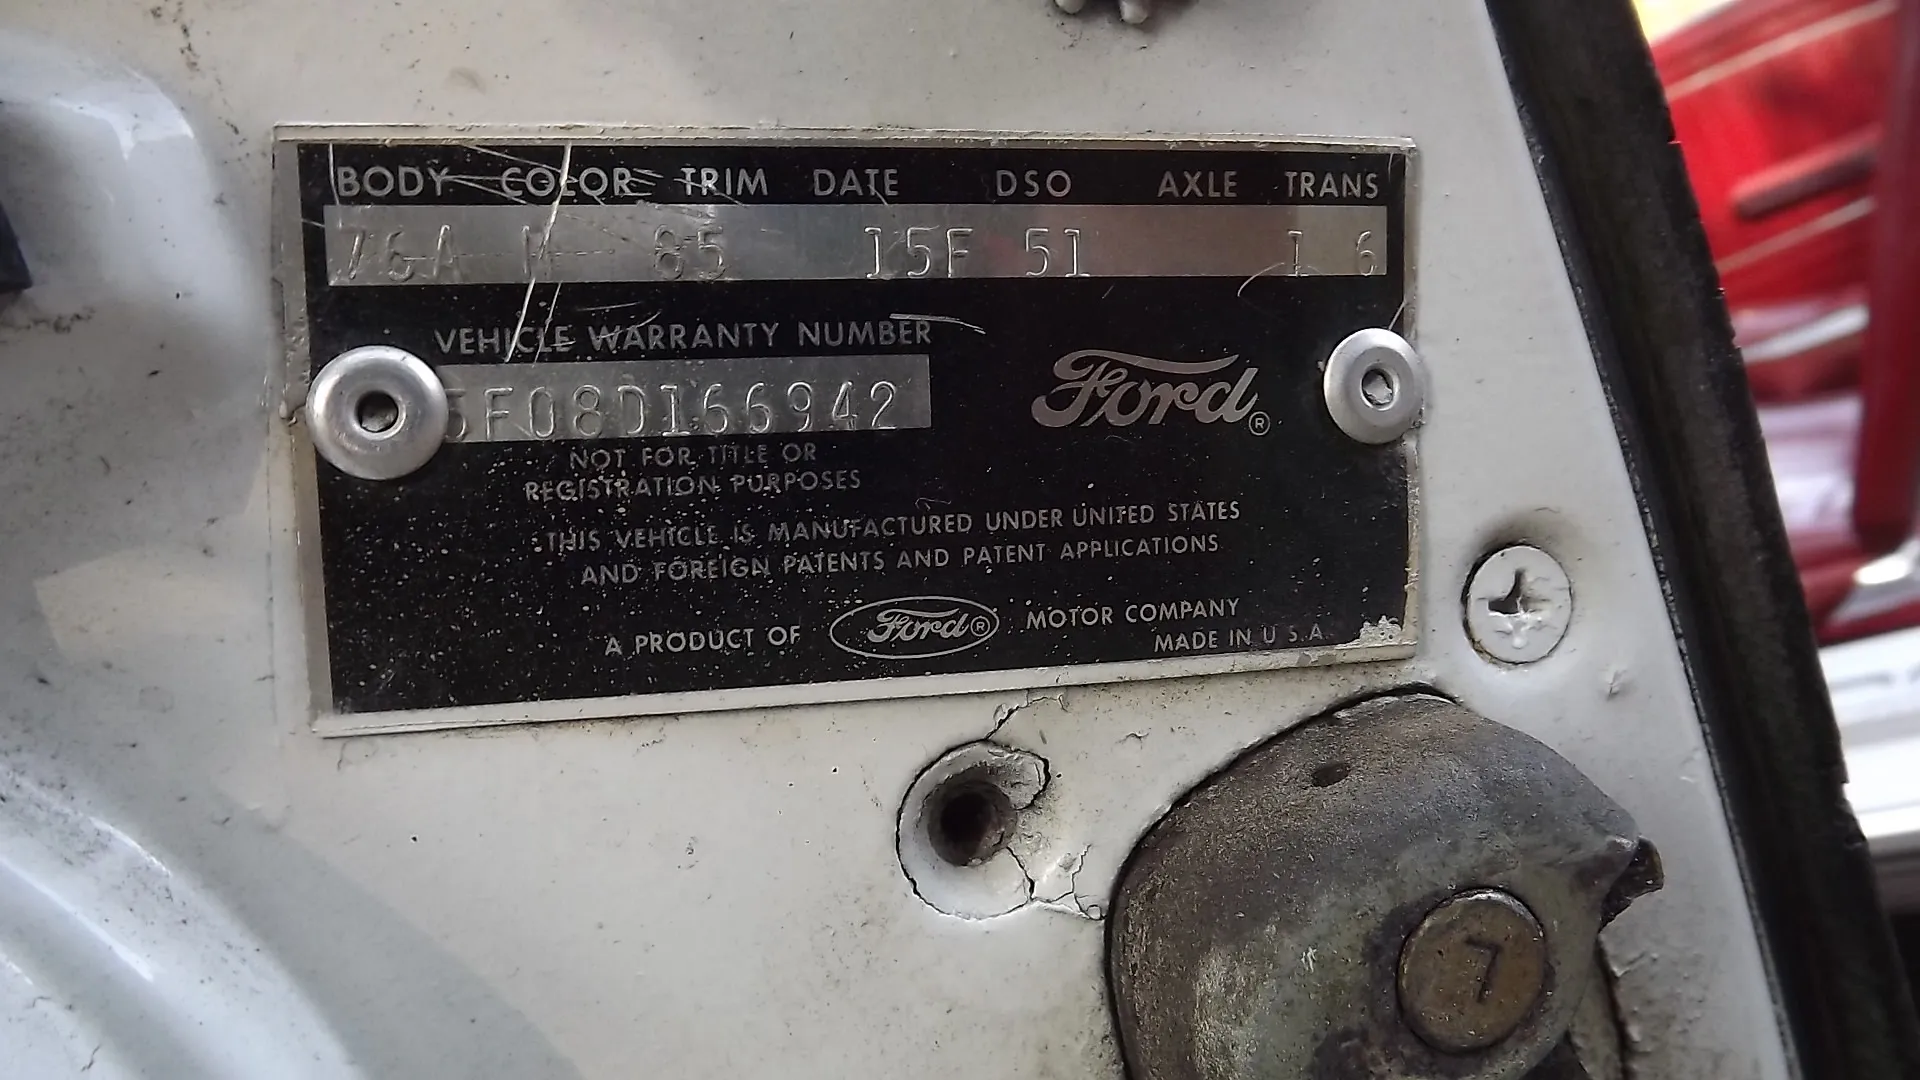 BODY COLOR TRIM DATE DSO AXLE TRANS
76A M 85 15F 51 1 6
VEHICLE WARRANTY NUMBER
5F08D166942
Ford®
NOT FOR TITLE OR
REGISTRATION PURPOSES
THIS VEHICLE IS MANUFACTURED UNDER UNITED STATES
AND FOREIGN PATENTS AND PATENT APPLICATIONS
A PRODUCT OF Ford® MOTOR COMPANY
MADE IN U.S.A.
7